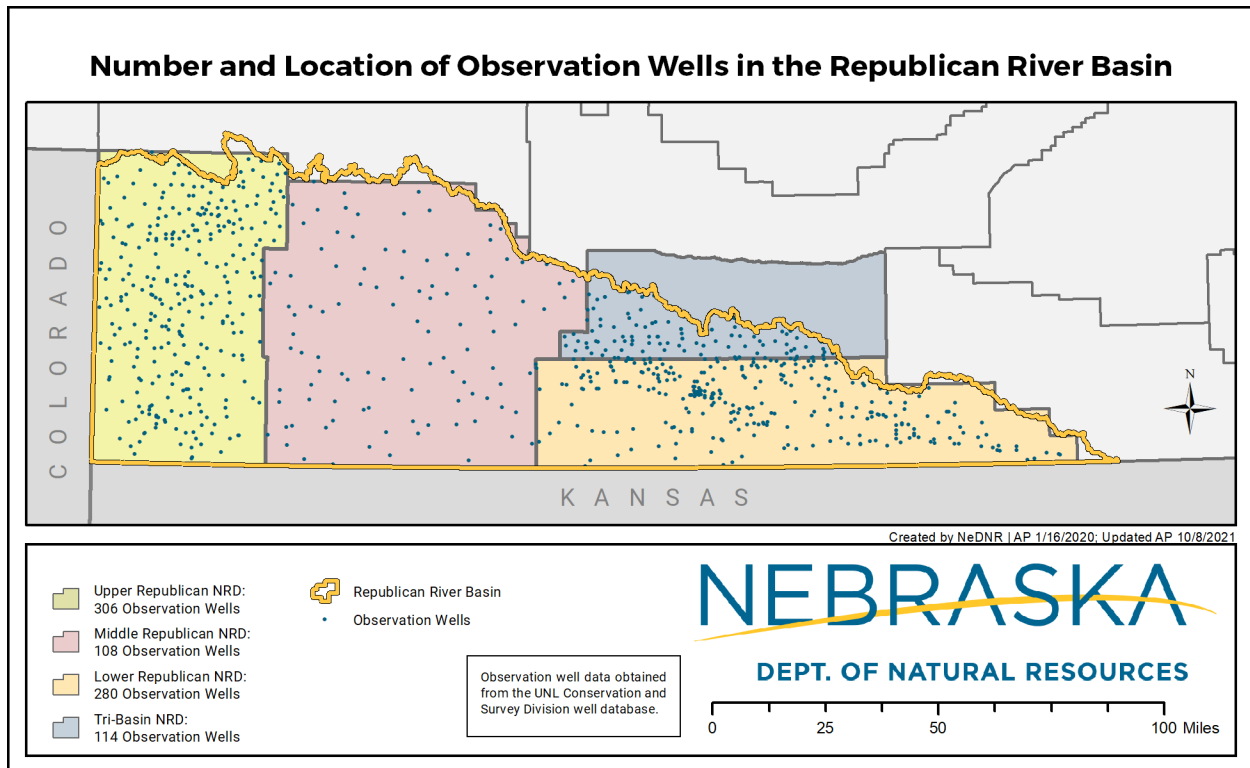 Number and Location of Observation Wells in the Republican River Basin
COLORADO
N
KANSAS
Created by NeDNR | AP 1/16/2020; Updated AP 10/8/2021
Upper Republican NRD:
306 Observation Wells
Middle Republican NRD:
108 Observation Wells
Lower Republican NRD:
280 Observation Wells
Tri-Basin NRD:
114 Observation Wells
Republican River Basin
Observation Wells
Observation well data obtained
from the UNL Conservation and
Survey Division well database.
NEBRASKA
DEPT. OF NATURAL RESOURCES
0 25 50 100 Miles